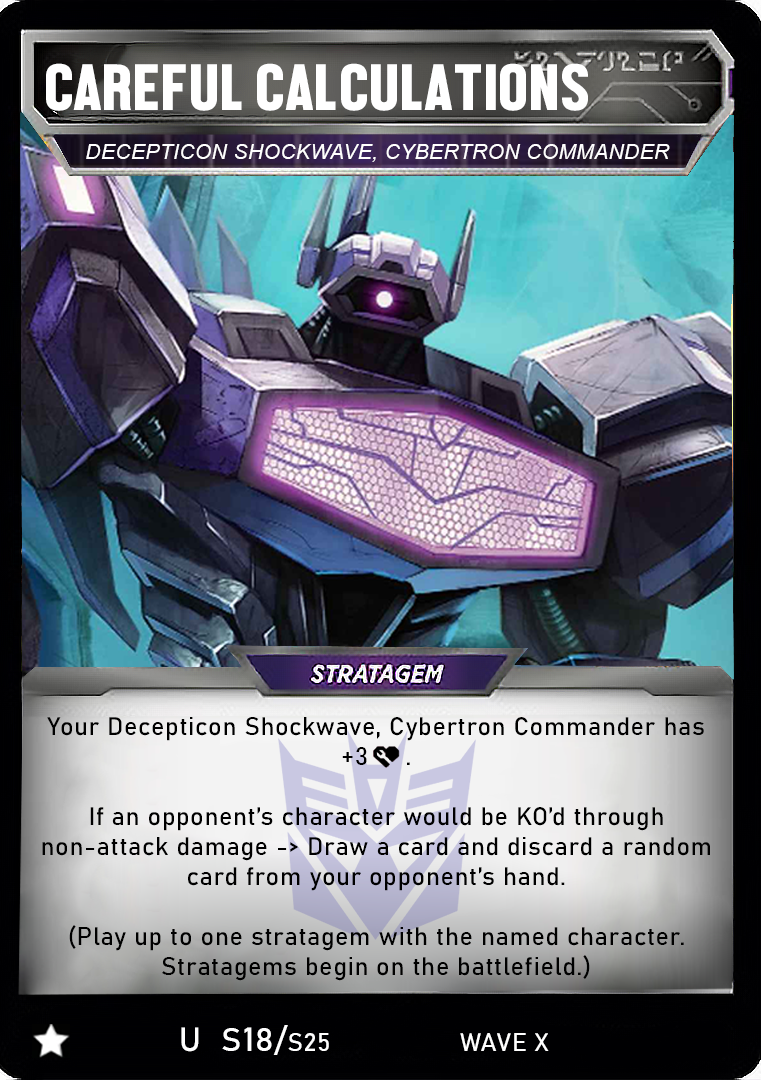 CAREFUL CALCULATIONS
DECEPTICON SHOCKWAVE, CYBERTRON COMMANDER
STRATAGEM
Your Decepticon Shockwave, Cybertron Commander has
+3 .
If an opponent's character would be KO'd through
non-attack damage -> Draw a card and discard a random
card from your opponent's hand.
(Play up to one stratagem with the named character.
Stratagems begin on the battlefield.)
U S18/S25 WAVE X